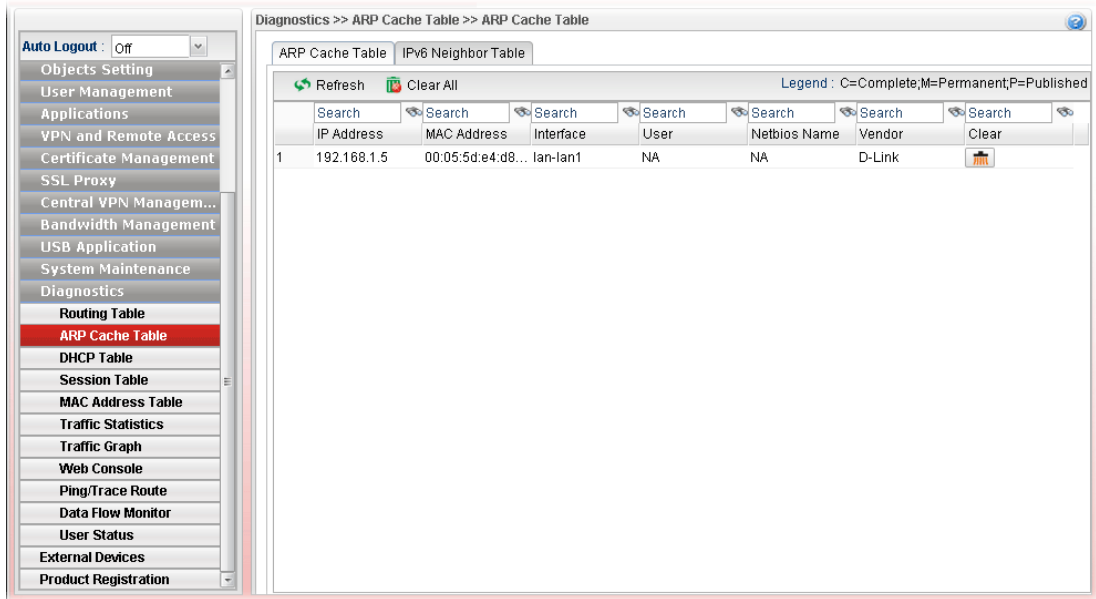 Diagnostics >> ARP Cache Table >> ARP Cache Table
Auto Logout : Off
Objects Setting
User Management
Applications
VPN and Remote Access
Certificate Management
SSL Proxy
Central VPN Managem...
Bandwidth Management
USB Application
System Maintenance
Diagnostics
Routing Table
ARP Cache Table
DHCP Table
Session Table
MAC Address Table
Traffic Statistics
Traffic Graph
Web Console
Ping/Trace Route
Data Flow Monitor
User Status
External Devices
Product Registration
ARP Cache Table IPv6 Neighbor Table
Refresh Clear All Legend : C=Complete;M=Permanent;P=Published
Search Search Search Search Search Search Search
IP Address MAC Address Interface User Netbios Name Vendor Clear
1 192.168.1.5 00:05:5d:e4:d8... lan-lan1 NA NA D-Link